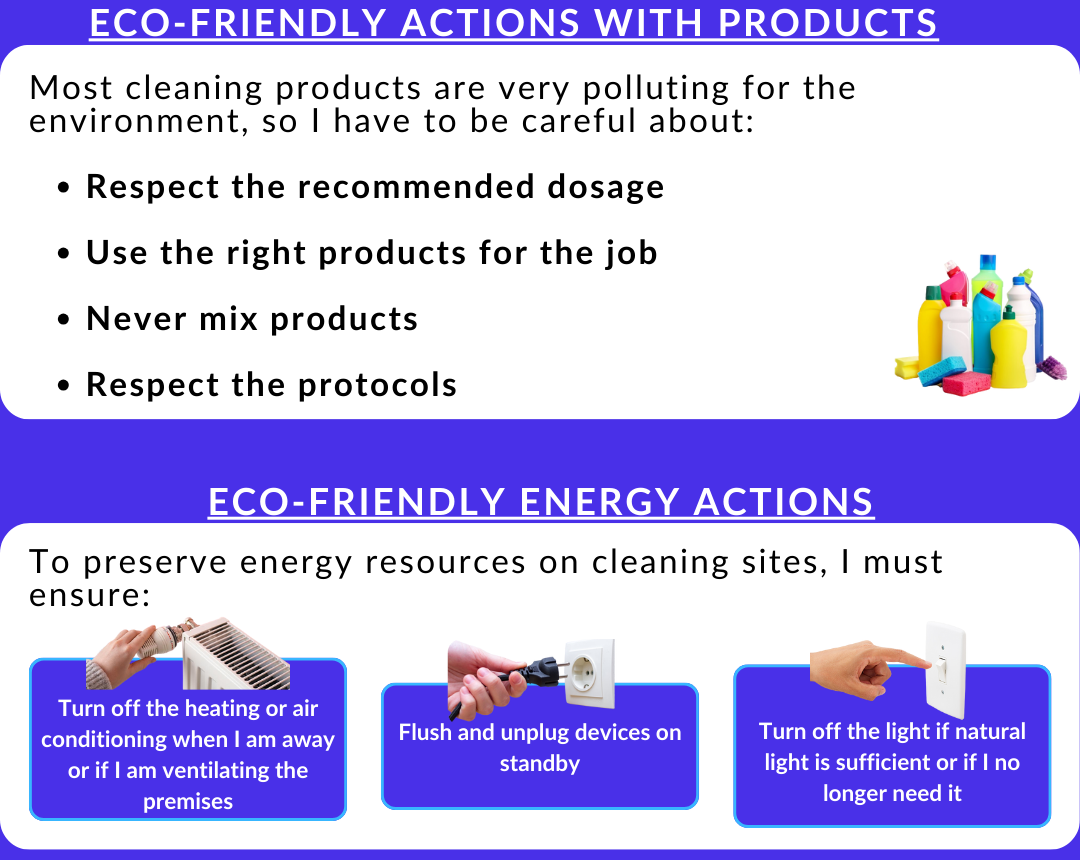 ECO-FRIENDLY ACTIONS WITH PRODUCTS
Most cleaning products are very polluting for the
environment, so I have to be careful about:
• Respect the recommended dosage
• Use the right products for the job
• Never mix products
• Respect the protocols
ECO-FRIENDLY ENERGY ACTIONS
To preserve energy resources on cleaning sites, I must
ensure:
Turn off the heating or air
conditioning when I am away
or if I am ventilating the
premises
Flush and unplug devices on
standby
Turn off the light if natural
light is sufficient or if I no
longer need it